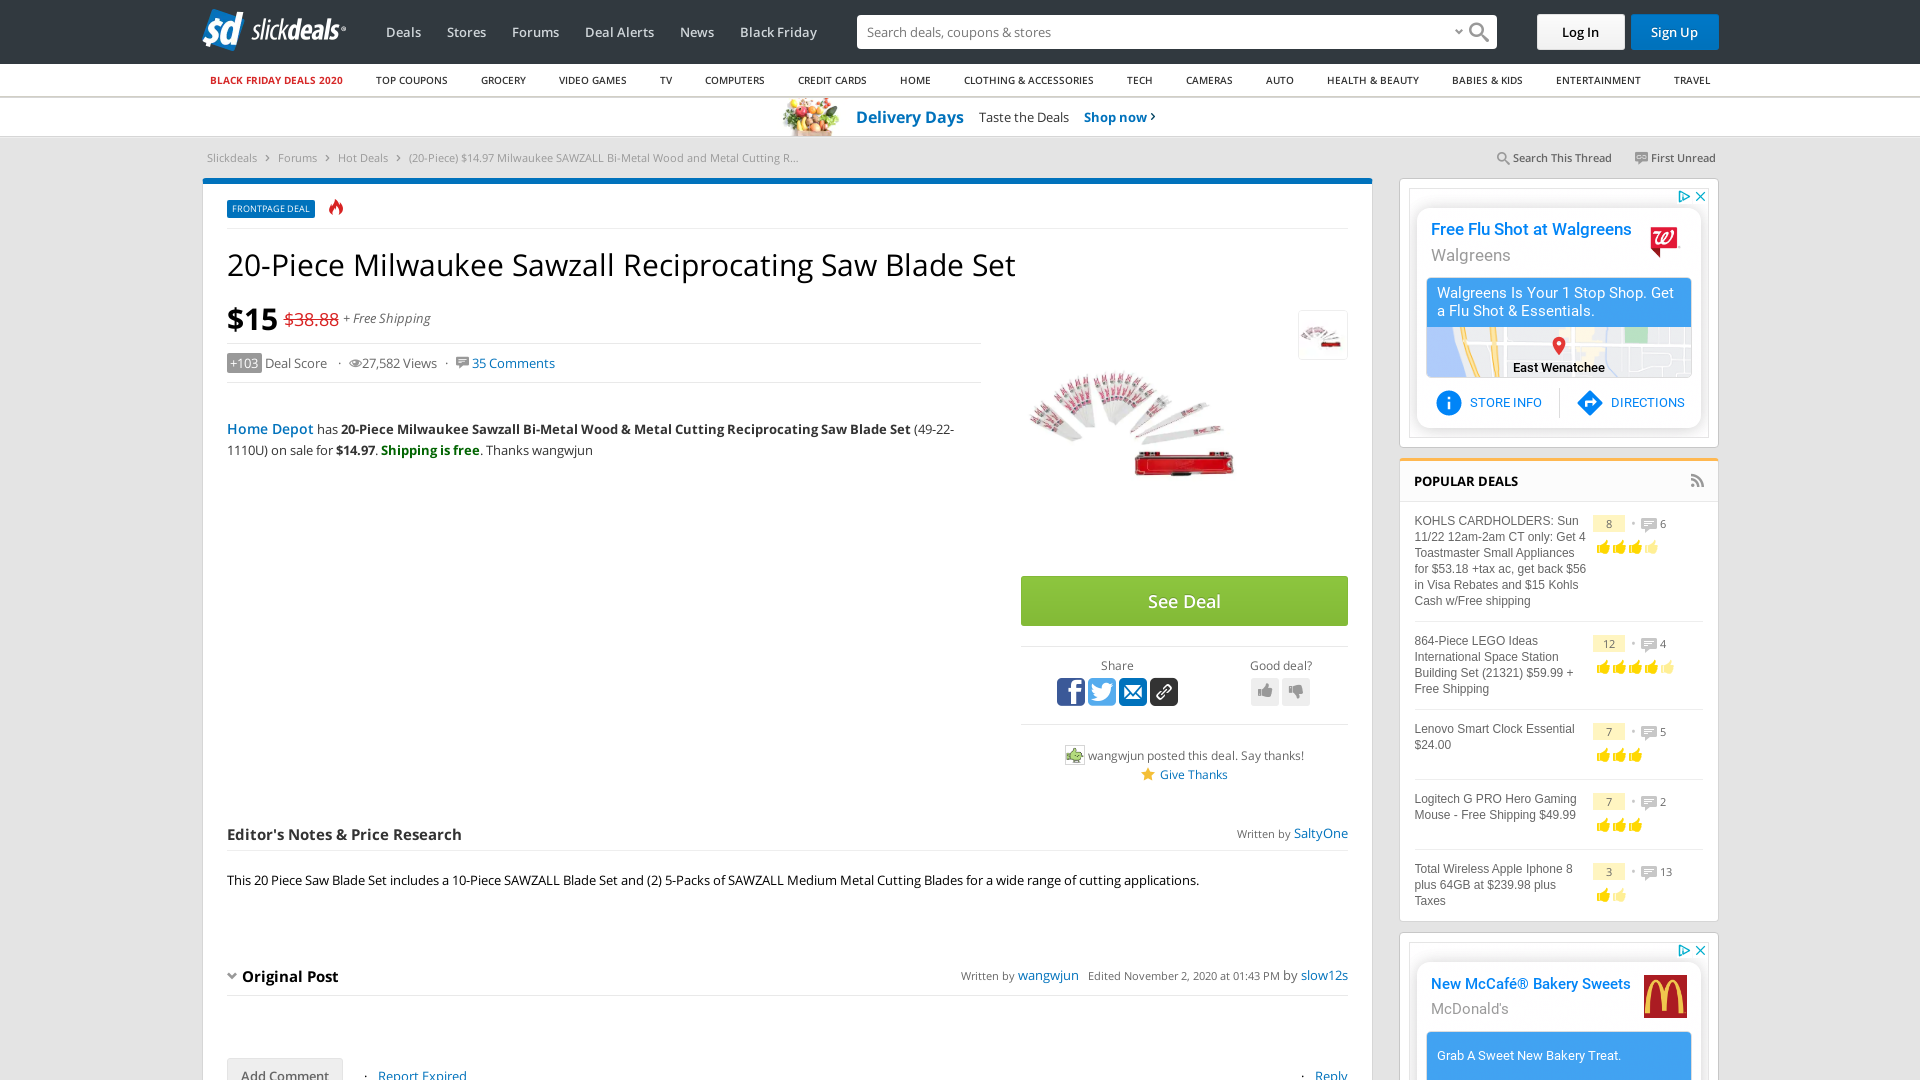 sd slickdeals
Deals Stores Forums Deal Alerts News Black Friday
Search deals, coupons & stores
Log In
Sign Up
BLACK FRIDAY DEALS 2020 TOP COUPONS GROCERY VIDEO GAMES TV COMPUTERS CREDIT CARDS HOME CLOTHING & ACCESSORIES TECH CAMERAS AUTO HEALTH & BEAUTY BABIES & KIDS ENTERTAINMENT TRAVEL
Delivery Days Taste the Deals Shop now
Slickdeals Forums Hot Deals (20-Piece) $14.97 Milwaukee SAWZALL Bi-Metal Wood and Metal Cutting R...
Search This Thread First Unread
FRONTPAGE DEAL
20-Piece Milwaukee Sawzall Reciprocating Saw Blade Set
$15 $38.88 + Free Shipping
+103 Deal Score · 27,582 Views · 35 Comments
Home Depot has 20-Piece Milwaukee Sawzall Bi-Metal Wood & Metal Cutting Reciprocating Saw Blade Set (49-22-
1110U) on sale for $14.97. Shipping is free. Thanks wangwjun
See Deal
Share
Good deal?
wangwjun posted this deal. Say thanks!
Give Thanks
Editor's Notes & Price Research
Written by SaltyOne
This 20 Piece Saw Blade Set includes a 10-Piece SAWZALL Blade Set and (2) 5-Packs of SAWZALL Medium Metal Cutting Blades for a wide range of cutting applications.
Original Post
Written by wangwjun Edited November 2, 2020 at 01:43 PM by slow12s
Add Comment
· Report Expired
· Reply
Free Flu Shot at Walgreens
Walgreens
W
Walgreens Is Your 1 Stop Shop. Get
a Flu Shot & Essentials.
East Wenatchee
STORE INFO
DIRECTIONS
POPULAR DEALS
KOHLS CARDHOLDERS: Sun
11/22 12am-2am CT only: Get 4
Toastmaster Small Appliances
for $53.18 +tax ac, get back $56
in Visa Rebates and $15 Kohls
Cash w/Free shipping
8 • 6
864-Piece LEGO Ideas
International Space Station
Building Set (21321) $59.99 +
Free Shipping
12 • 4
Lenovo Smart Clock Essential
$24.00
7 • 5
Logitech G PRO Hero Gaming
Mouse - Free Shipping $49.99
7 • 2
Total Wireless Apple Iphone 8
plus 64GB at $239.98 plus
Taxes
3 • 13
New McCafé® Bakery Sweets
McDonald's
Grab A Sweet New Bakery Treat.